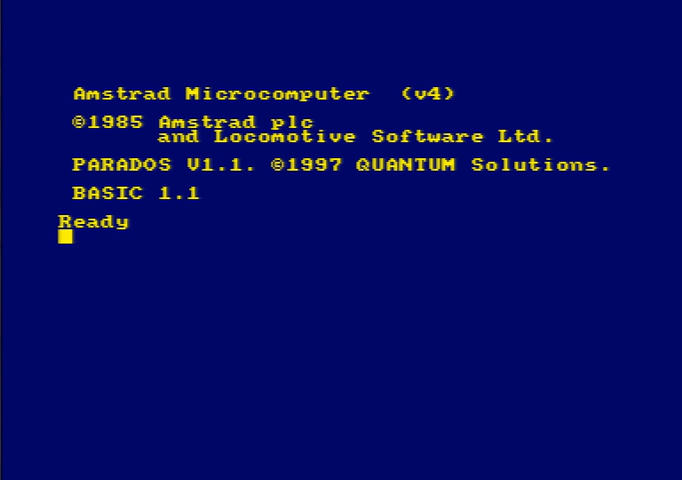 Amstrad Microcomputer (v4)
©1985 Amstrad plc
and Locomotive Software Ltd.
PARADOS V1.1. ©1997 QUANTUM Solutions.
BASIC 1.1
Ready